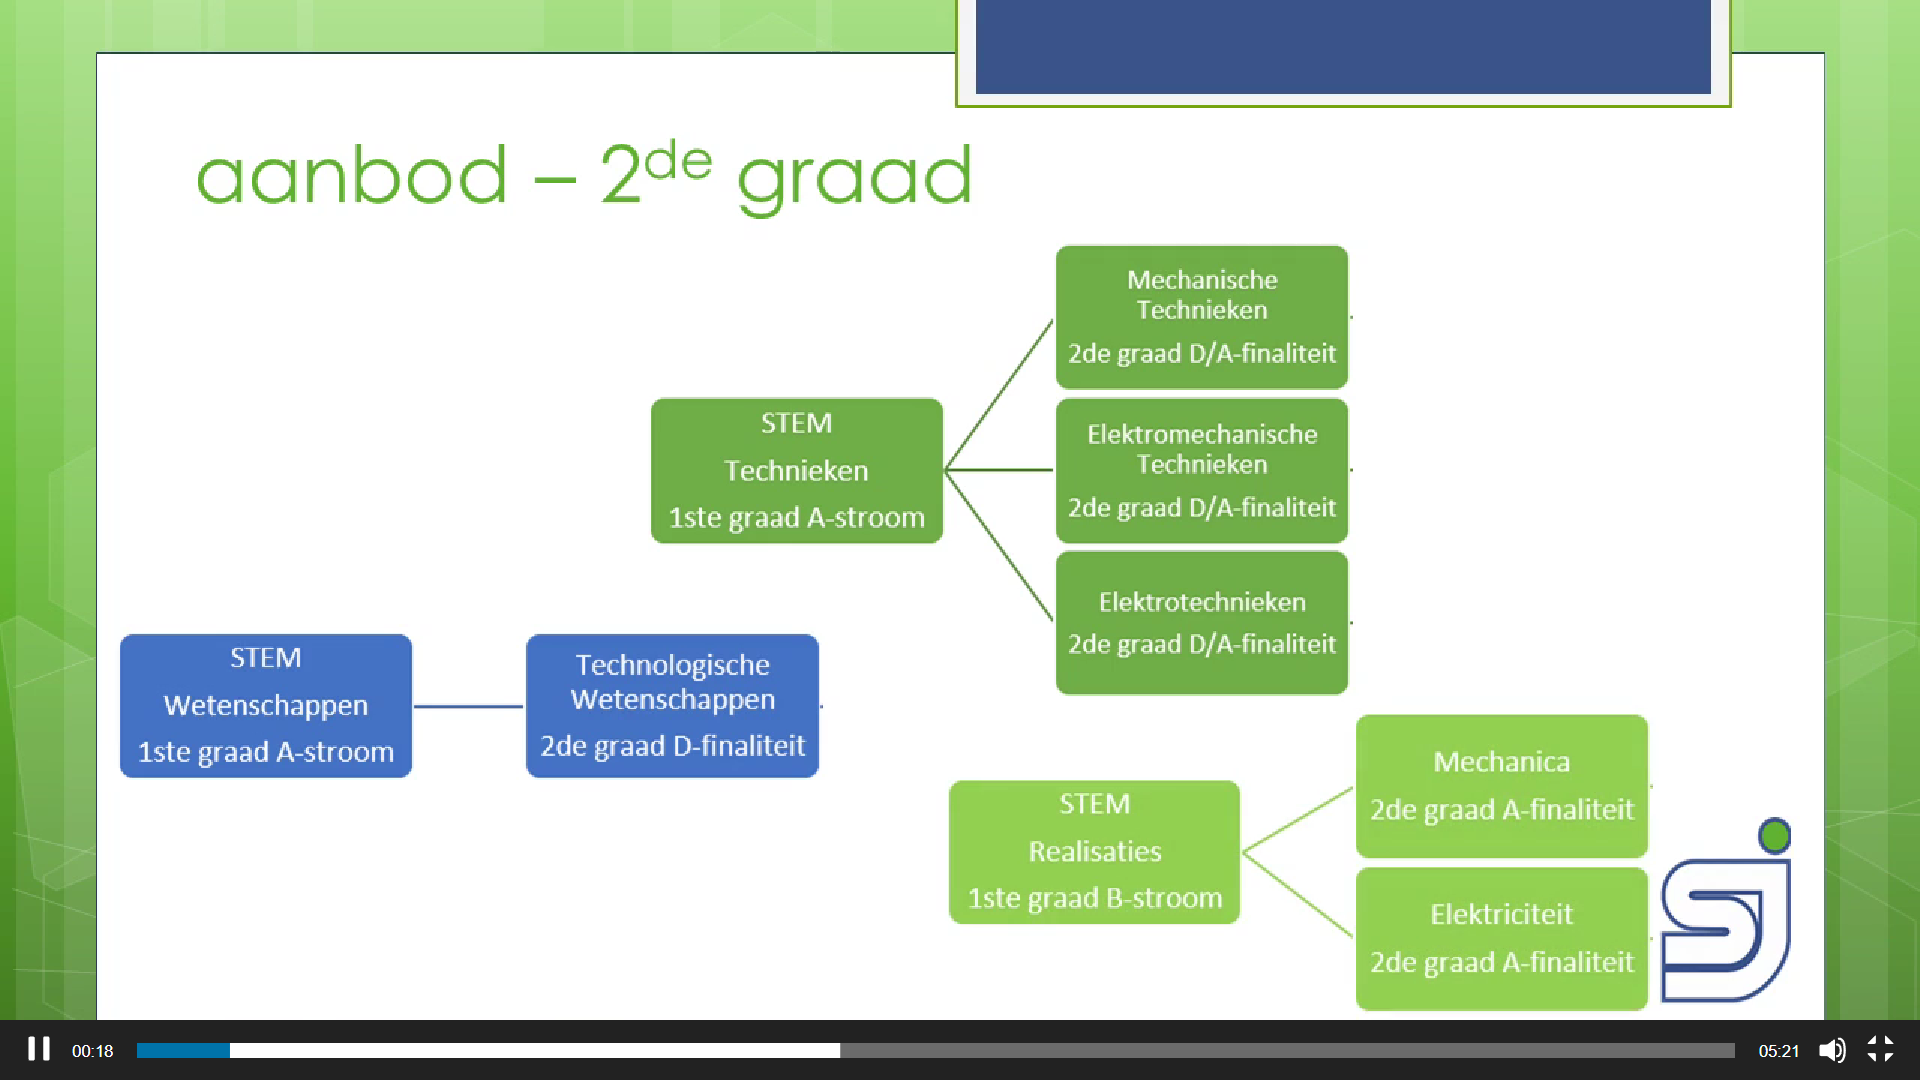 aanbod – 2de graad
Mechanische
Technieken
2de graad D/A-finaliteit
STEM
Technieken
1ste graad A-stroom
Elektromechanische
Technieken
2de graad D/A-finaliteit
Elektrotechnieken
2de graad D/A-finaliteit
STEM
Wetenschappen
1ste graad A-stroom
Technologische
Wetenschappen
2de graad D-finaliteit
STEM
Realisaties
1ste graad B-stroom
Mechanica
2de graad A-finaliteit
Elektriciteit
2de graad A-finaliteit
sj
00:18
05:21